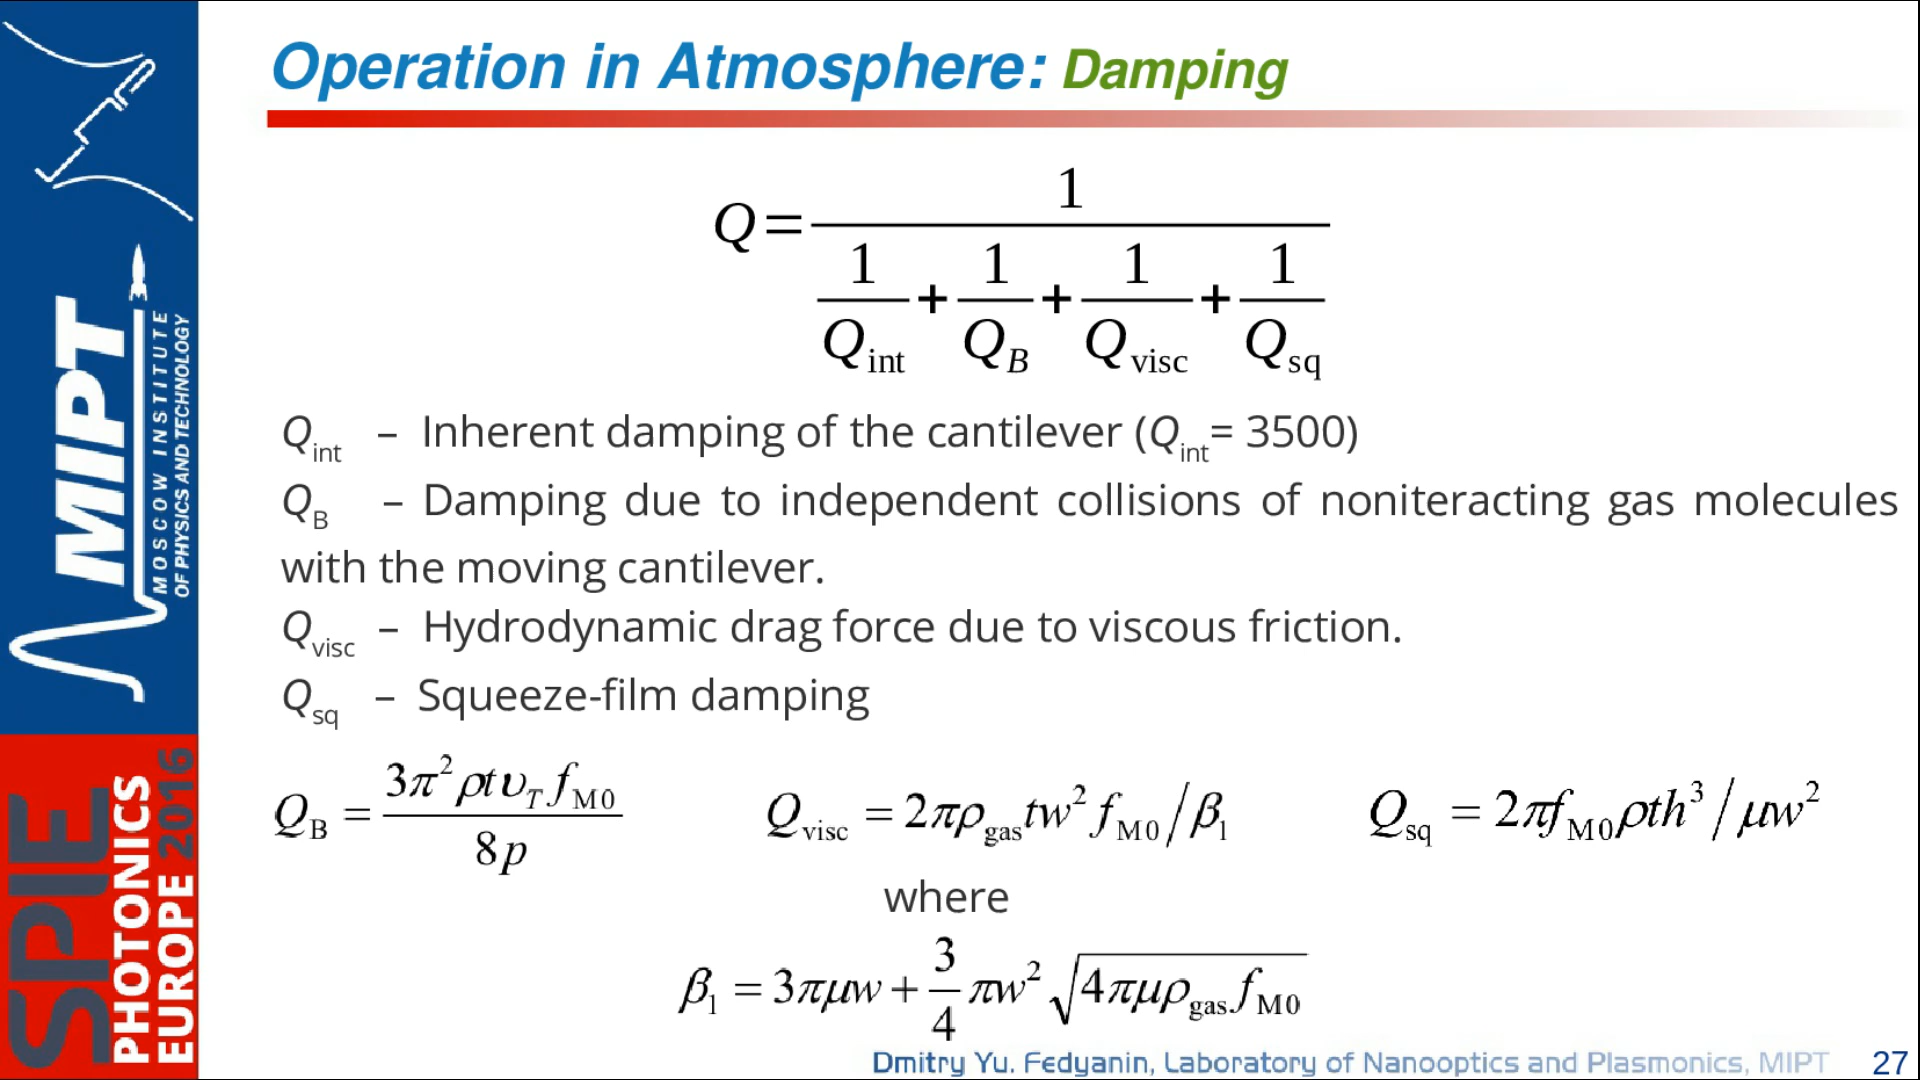 Operation in Atmosphere: Damping
Q = 1 / (1/Q_int + 1/Q_B + 1/Q_visc + 1/Q_sq)
Q_int – Inherent damping of the cantilever (Q_int= 3500)
Q_B – Damping due to independent collisions of noniteracting gas molecules
with the moving cantilever.
Q_visc – Hydrodynamic drag force due to viscous friction.
Q_sq – Squeeze-film damping
Q_B = 3π²ρtυ_T f_M0 / 8p
Q_visc = 2πρ_gas tw² f_M0 / β₁
Q_sq = 2πf_M0 ρth³ / μw²
where
β₁ = 3πμw + 3/4 πw² √(4πμρ_gas f_M0)
Dmitry Yu. Fedyanin, Laboratory of Nanooptics and Plasmonics, MIPT
27
MIPT
MOSCOW INSTITUTE
OF PHYSICS AND TECHNOLOGY
SPIE
PHOTONICS
EUROPE 2016